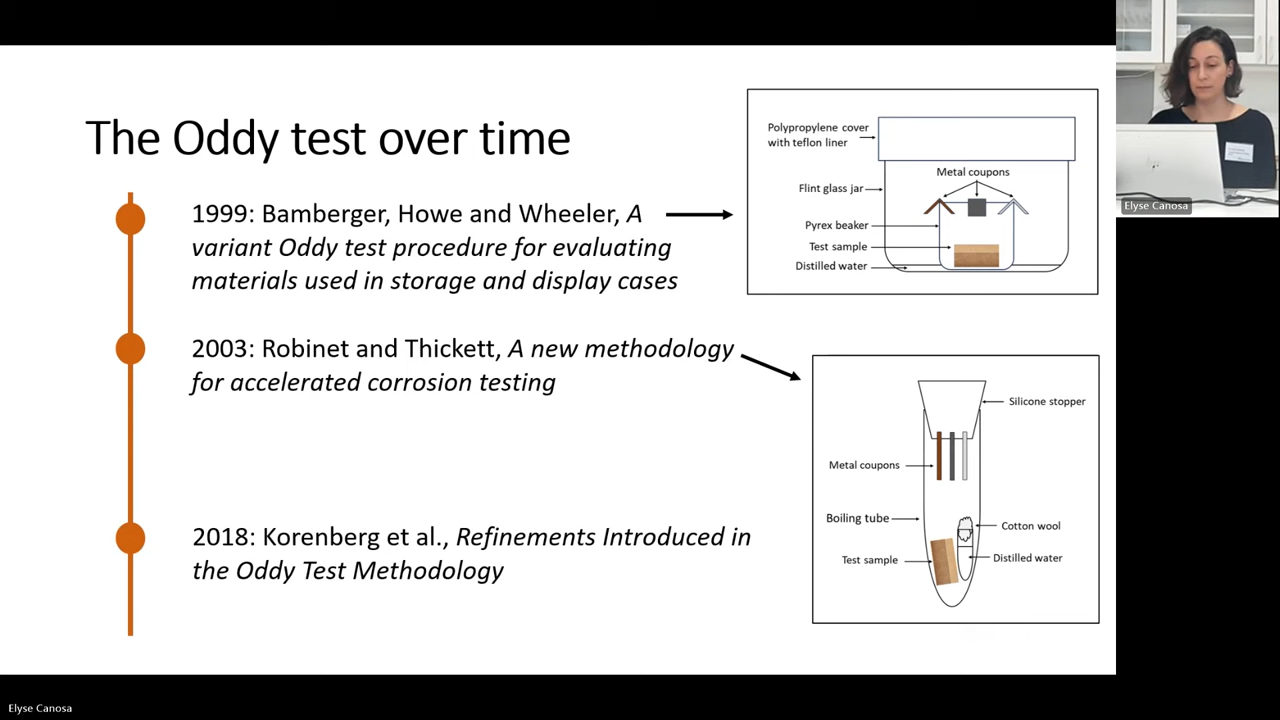 The Oddy test over time
1999: Bamberger, Howe and Wheeler, A
variant Oddy test procedure for evaluating
materials used in storage and display cases
2003: Robinet and Thickett, A new methodology
for accelerated corrosion testing
2018: Korenberg et al., Refinements Introduced in
the Oddy Test Methodology
Polypropylene cover
with teflon liner
Metal coupons
Flint glass jar
Pyrex beaker
Test sample
Distilled water
Silicone stopper
Metal coupons
Boiling tube
Cotton wool
Test sample
Distilled water
Elyse Canosa
Elyse Canosa